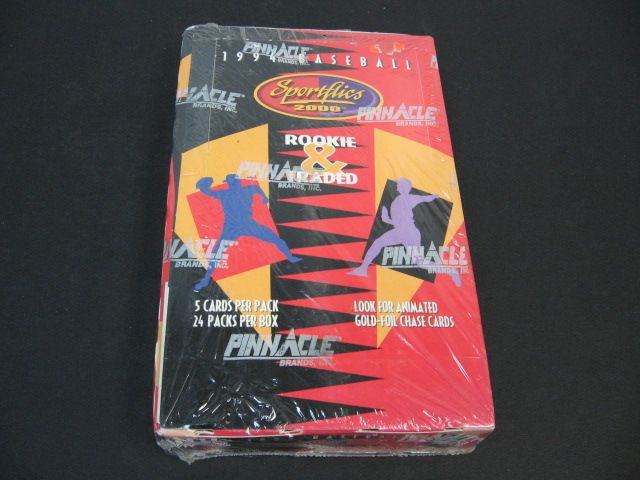 PINNACLE
BRANDS, INC.
1994 BASEBALL
Sportflics
2000
PINNACLE
BRANDS, INC.
PINNACLE
BRANDS, INC.
ROOKIE
&
TRADED
PINNACLE
BRANDS, INC.
PINNACLE
BRANDS, INC.
PINNACLE
BRANDS, INC.
5 CARDS PER PACK
24 PACKS PER BOX
LOOK FOR ANIMATED
GOLD-FOIL CHASE CARDS
PINNACLE
BRANDS, INC.